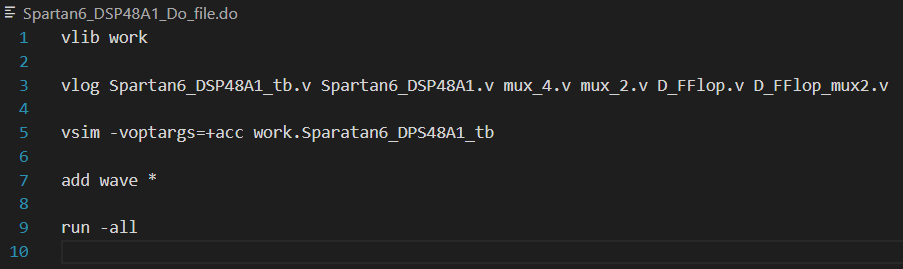 Spartan6_DSP48A1_Do_file.do
1 vlib work
2
3 vlog Spartan6_DSP48A1_tb.v Spartan6_DSP48A1.v mux_4.v mux_2.v D_FFlop.v D_FFlop_mux2.v
4
5 vsim -voptargs=+acc work.Sparatan6_DPS48A1_tb
6
7 add wave *
8
9 run -all
10